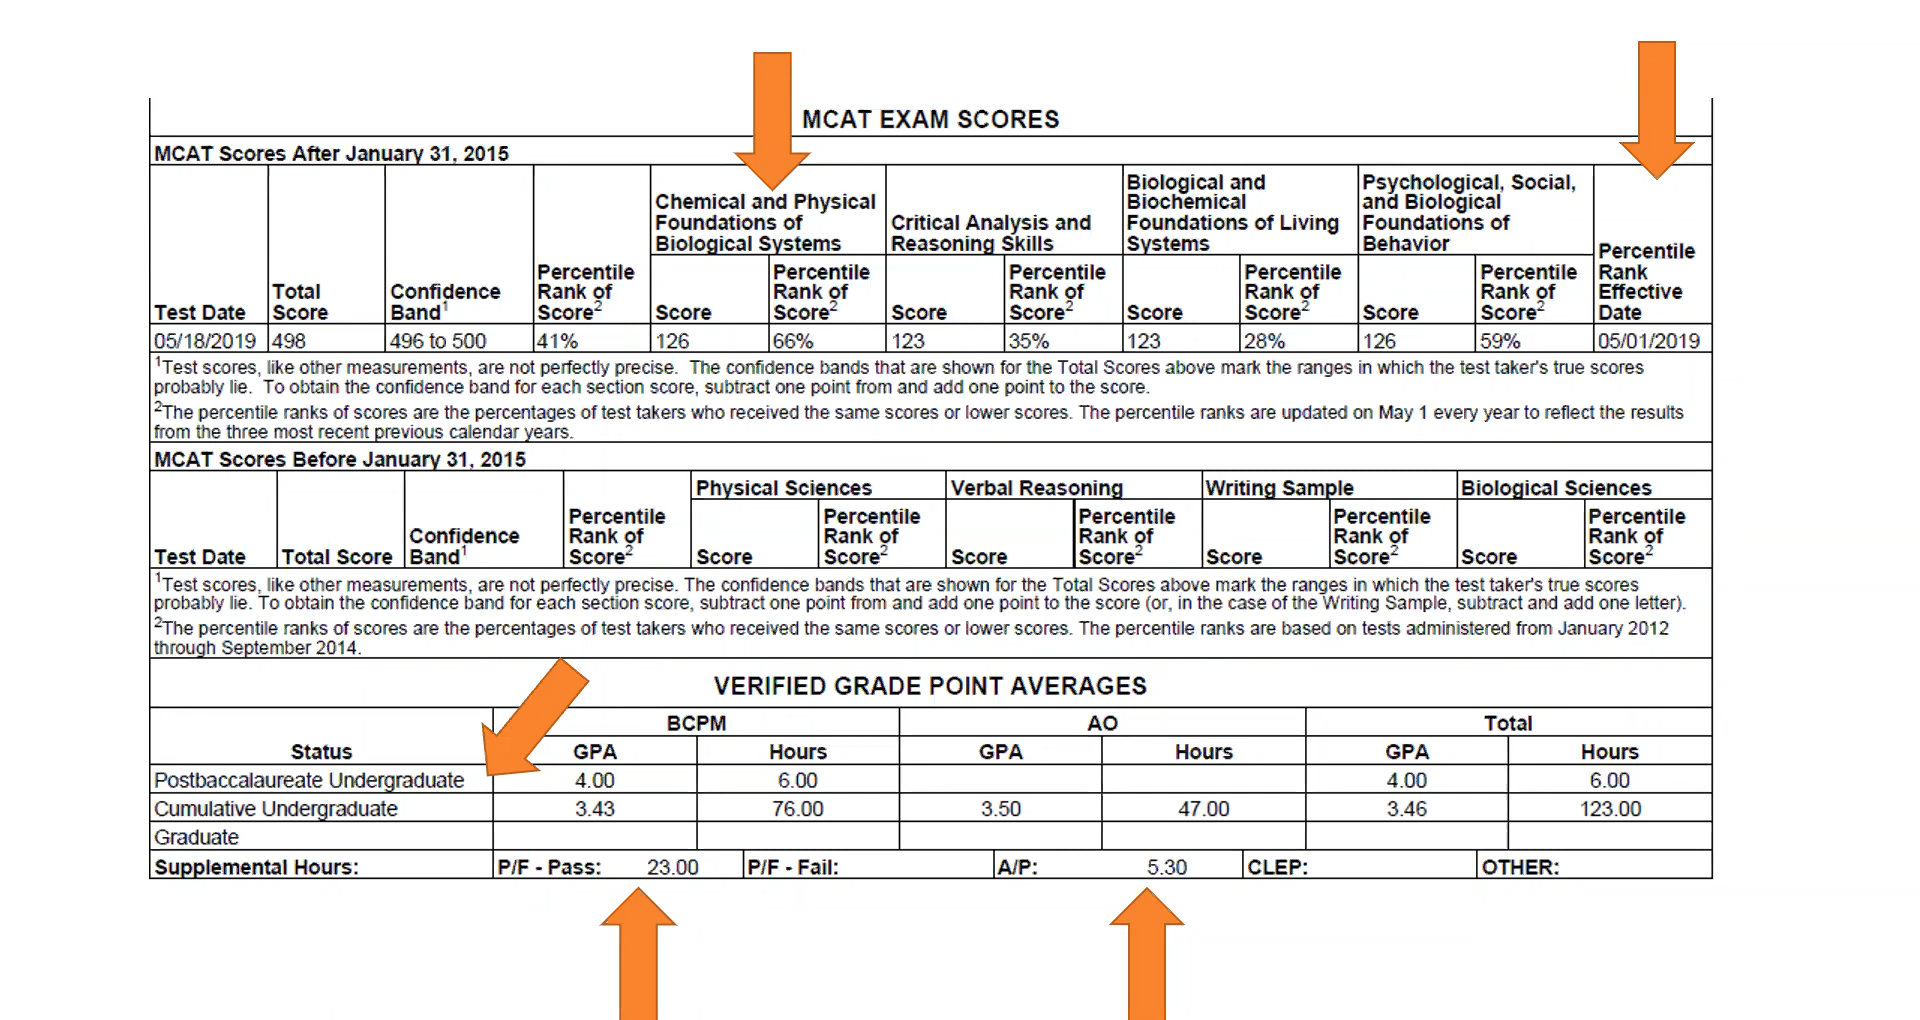 MCAT EXAM SCORES
MCAT Scores After January 31, 2015
Test Date Total Score Confidence Band1 Percentile Rank of Score2 Chemical and Physical Foundations of Biological Systems Critical Analysis and Reasoning Skills Biological and Biochemical Foundations of Living Systems Psychological, Social, and Biological Foundations of Behavior Percentile Rank Effective Date
Score Percentile Rank of Score2 Score Percentile Rank of Score2 Score Percentile Rank of Score2 Score Percentile Rank of Score2
05/18/2019 498 496 to 500 41% 126 66% 123 35% 123 28% 126 59% 05/01/2019
1Test scores, like other measurements, are not perfectly precise. The confidence bands that are shown for the Total Scores above mark the ranges in which the test taker's true scores
probably lie. To obtain the confidence band for each section score, subtract one point from and add one point to the score.
2The percentile ranks of scores are the percentages of test takers who received the same scores or lower scores. The percentile ranks are updated on May 1 every year to reflect the results
from the three most recent previous calendar years.
MCAT Scores Before January 31, 2015
Test Date Total Score Confidence Band1 Percentile Rank of Score2 Physical Sciences Verbal Reasoning Writing Sample Biological Sciences
Score Percentile Rank of Score2 Score Percentile Rank of Score2 Score Percentile Rank of Score2 Score Percentile Rank of Score2
1Test scores, like other measurements, are not perfectly precise. The confidence bands that are shown for the Total Scores above mark the ranges in which the test taker's true scores
probably lie. To obtain the confidence band for each section score, subtract one point from and add one point to the score (or, in the case of the Writing Sample, subtract and add one letter).
2The percentile ranks of scores are the percentages of test takers who received the same scores or lower scores. The percentile ranks are based on tests administered from January 2012
through September 2014.
VERIFIED GRADE POINT AVERAGES
BCPM AO Total
Status GPA Hours GPA Hours GPA Hours
Postbaccalaureate Undergraduate 4.00 6.00 4.00 6.00
Cumulative Undergraduate 3.43 76.00 3.50 47.00 3.46 123.00
Graduate
Supplemental Hours: P/F - Pass: 23.00 P/F - Fail: A/P: 5.30 CLEP: OTHER: